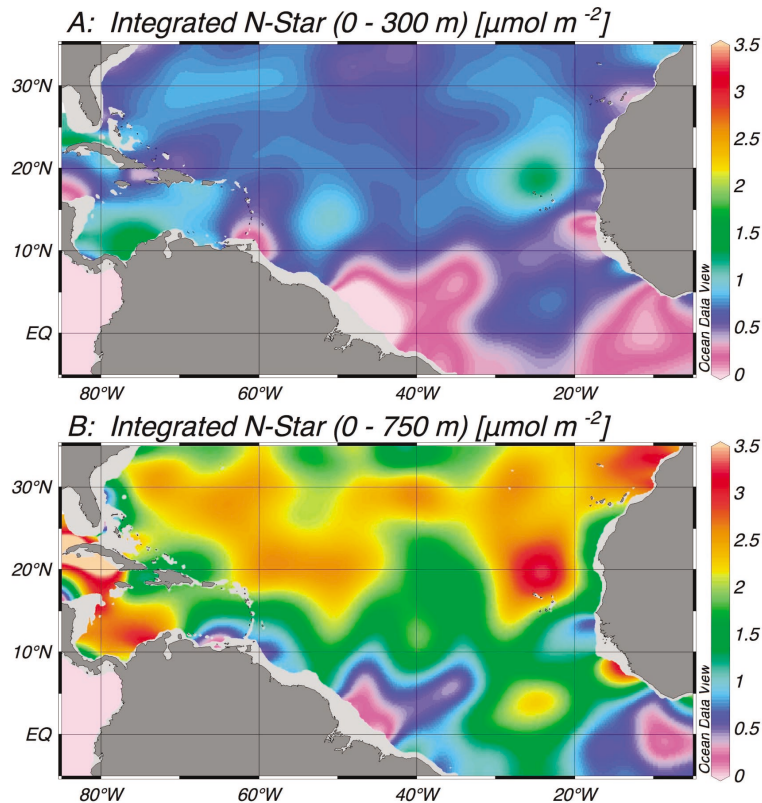 A: Integrated N-Star (0 - 300 m) [µmol m -2]
3.5
3
2.5
2
1.5
1
0.5
0
30°N
20°N
10°N
EQ
80°W
60°W
40°W
20°W
Ocean Data View
B: Integrated N-Star (0 - 750 m) [µmol m -2]
3.5
3
2.5
2
1.5
1
0.5
0
30°N
20°N
10°N
EQ
80°W
60°W
40°W
20°W
Ocean Data View